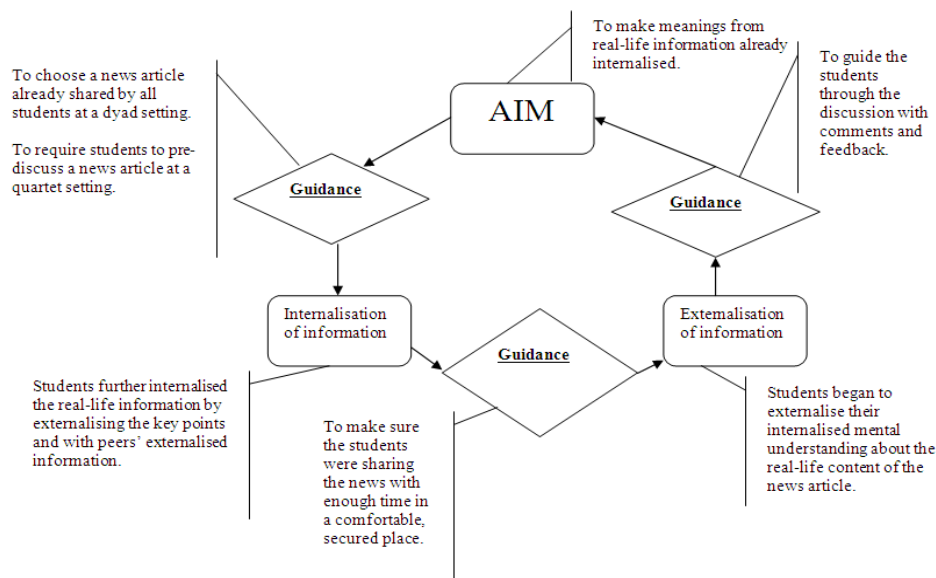 To make meanings from
real-life information already
internalised.
To guide the
students
through the
discussion with
comments and
feedback.
To choose a news article
already shared by all
students at a dyad setting.
To require students to pre-
discuss a news article at a
quartet setting.
AIM
Guidance
Guidance
Internalisation
of information
Guidance
Externalisation
of information
Students further internalised
the real-life information by
externalising the key points
and with peers’ externalised
information.
To make sure
the students
were sharing
the news with
enough time in
a comfortable,
secured place.
Students began to
externalise their
internalised mental
understanding about the
real-life content of the
news article.